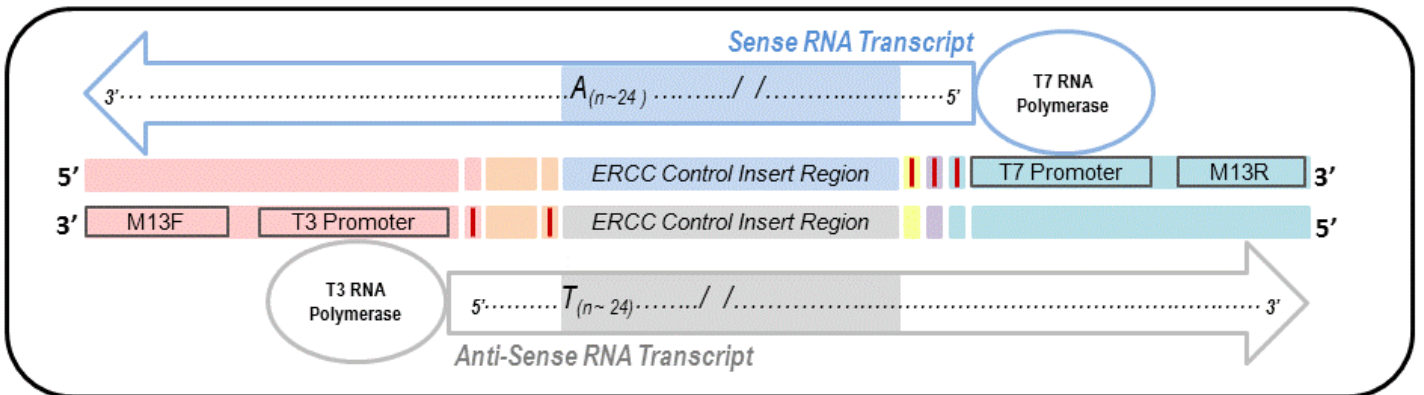 Sense RNA Transcript
T7 RNA
Polymerase
3’... ....................................................A(n~24 ) ........../ /......................5’
5’ ERCC Control Insert Region T7 Promoter M13R 3’
3’ M13F T3 Promoter ERCC Control Insert Region 5’
T3 RNA
Polymerase
5’..........T(n~ 24)......../ /............................................................ 3’
Anti-Sense RNA Transcript